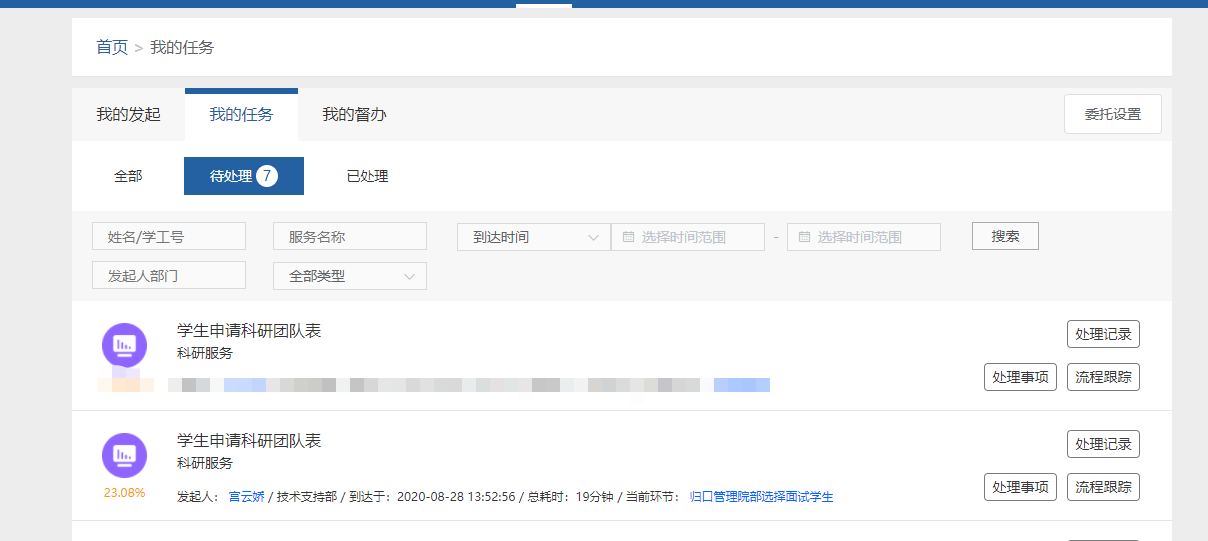 首页 > 我的任务
我的发起 我的任务 我的督办 委托设置
全部 待处理 7 已处理
姓名/学工号 服务名称 到达时间 选择时间范围 - 选择时间范围 搜索
发起人部门 全部类型
学生申请科研团队表 处理记录
科研服务
处理事项 流程跟踪
学生申请科研团队表 处理记录
科研服务
处理事项 流程跟踪
23.08% 发起人： 宫云娇 / 技术支持部 / 到达于：2020-08-28 13:52:56 / 总耗时：19分钟 / 当前环节： 归口管理院部选择面试学生